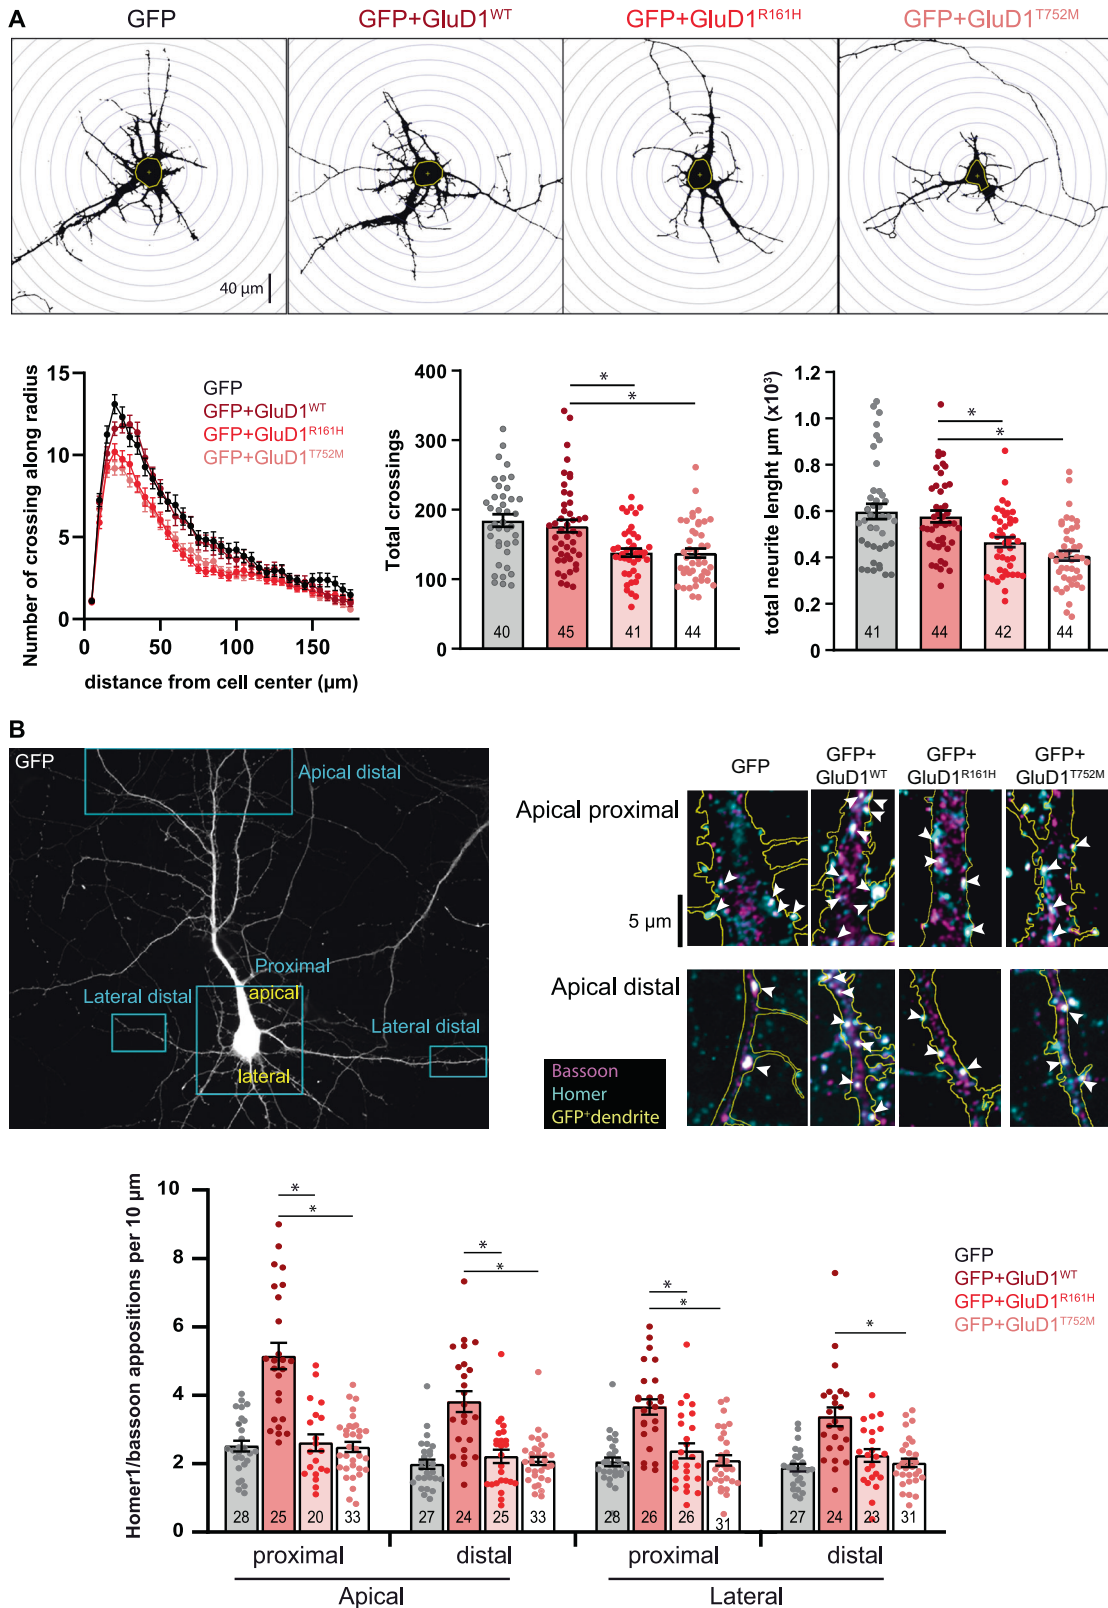 A
GFP
GFP+GluD1WT
GFP+GluD1R161H
GFP+GluD1T752M
40 µm
Number of crossing along radius
15
10
5
0
0
50
100
150
distance from cell center (µm)
GFP
GFP+GluD1WT
GFP+GluD1R161H
GFP+GluD1T752M
Total crossings
400
300
200
100
0
*
*
40
45
41
44
total neurite lenght µm (x10³)
1.2
1.0
0.8
0.6
0.4
0.2
0
*
*
41
44
42
44
B
GFP
Apical distal
Proximal
apical
Lateral distal
Lateral distal
lateral
GFP
GFP+
GluD1WT
GFP+
GluD1R161H
GFP+
GluD1T752M
Apical proximal
5 µm
Apical distal
Bassoon
Homer
GFP+dendrite
Homer1/bassoon appositions per 10 µm
10
8
6
4
2
0
*
*
*
*
*
*
*
28
25
20
33
27
24
25
33
28
26
26
31
27
24
23
31
proximal
distal
proximal
distal
Apical
Lateral
GFP
GFP+GluD1WT
GFP+GluD1R161H
GFP+GluD1T752M